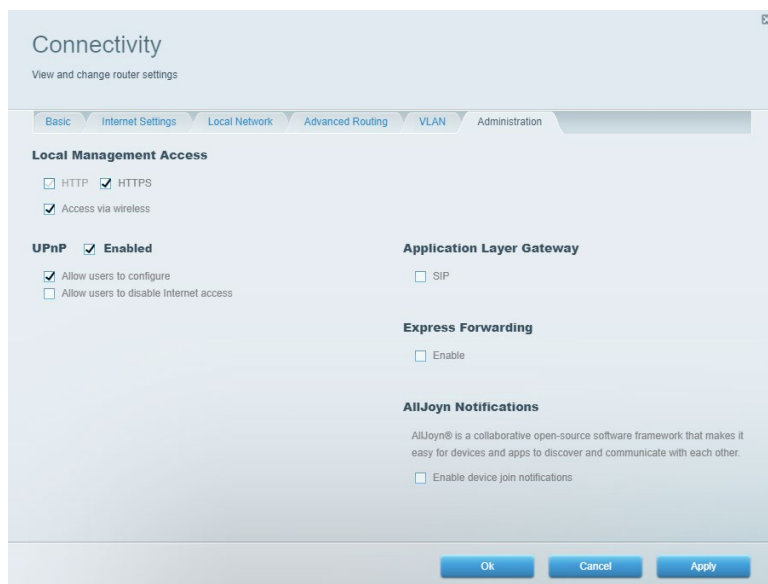 Connectivity
View and change router settings
Basic
Internet Settings
Local Network
Advanced Routing
VLAN
Administration
Local Management Access
HTTP
HTTPS
Access via wireless
UPnP
Enabled
Allow users to configure
Allow users to disable Internet access
Application Layer Gateway
SIP
Express Forwarding
Enable
AllJoyn Notifications
AllJoyn® is a collaborative open-source software framework that makes it
easy for devices and apps to discover and communicate with each other.
Enable device join notifications
Ok
Cancel
Apply